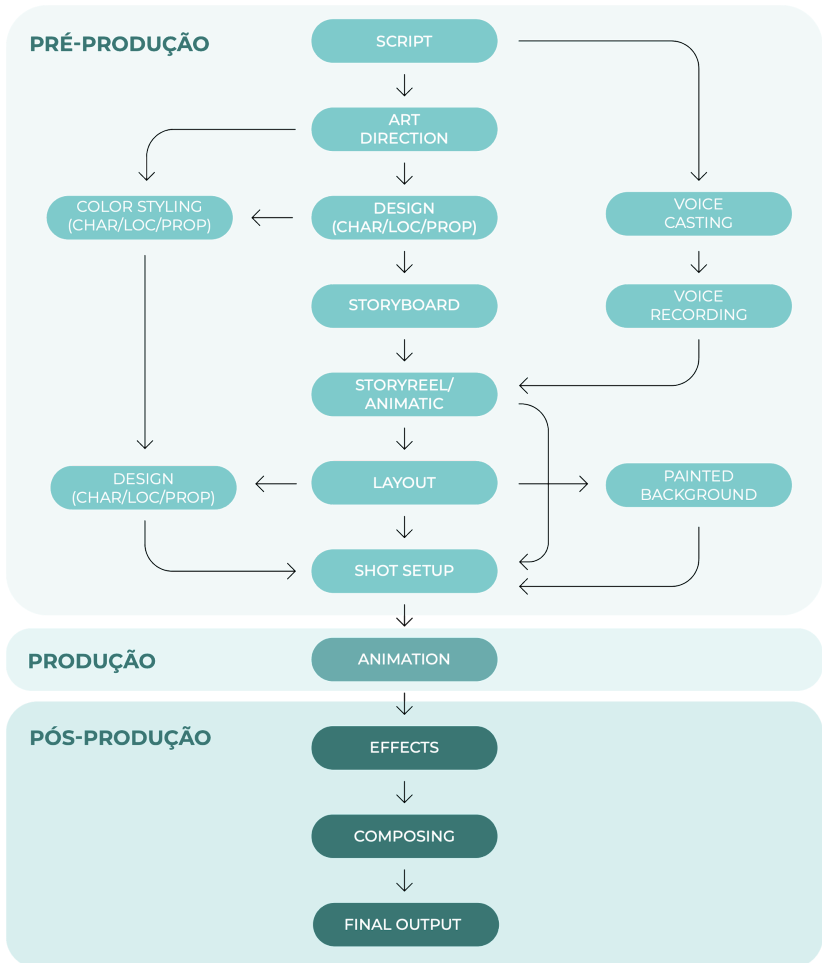 PRÉ-PRODUÇÃO
SCRIPT
ART
DIRECTION
COLOR STYLING
(CHAR/LOC/PROP)
DESIGN
(CHAR/LOC/PROP)
VOICE
CASTING
STORYBOARD
VOICE
RECORDING
STORYREEL/
ANIMATIC
DESIGN
(CHAR/LOC/PROP)
LAYOUT
PAINTED
BACKGROUND
SHOT SETUP
PRODUÇÃO
ANIMATION
PÓS-PRODUÇÃO
EFFECTS
COMPOSING
FINAL OUTPUT